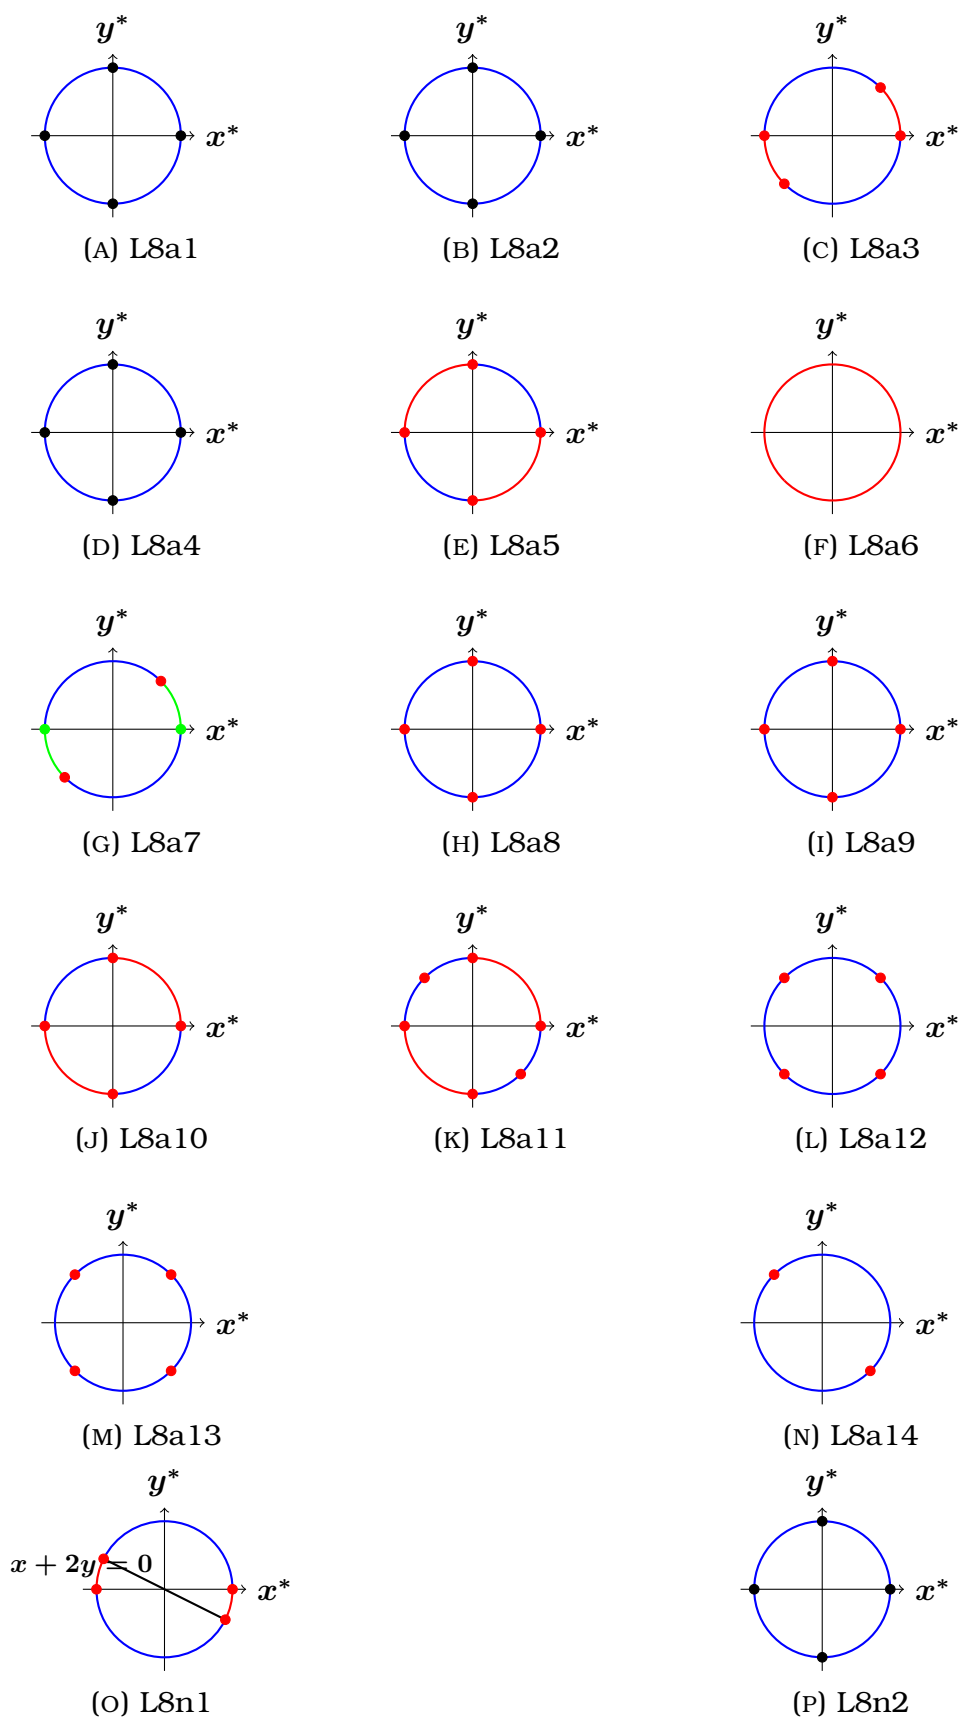 y* y* y*
x* x* x*
(A) L8a1 (B) L8a2 (C) L8a3
y* y* y*
x* x* x*
(D) L8a4 (E) L8a5 (F) L8a6
y* y* y*
x* x* x*
(G) L8a7 (H) L8a8 (I) L8a9
y* y* y*
x* x* x*
(J) L8a10 (K) L8a11 (L) L8a12
y* y*
x* x*
(M) L8a13 (N) L8a14
y* y*
x + 2y = 0
x* x*
(O) L8n1 (P) L8n2